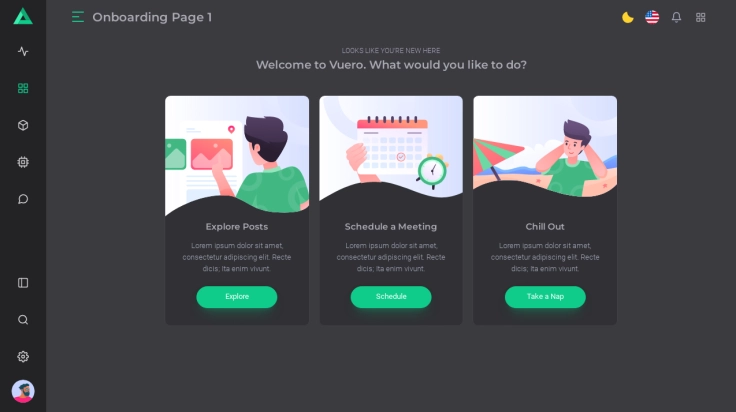 Onboarding Page 1
LOOKS LIKE YOU'RE NEW HERE
Welcome to Vuero. What would you like to do?
Explore Posts
Lorem ipsum dolor sit amet,
consectetur adipiscing elit. Recte
dicis; Ita enim vivunt.
Explore
Schedule a Meeting
Lorem ipsum dolor sit amet,
consectetur adipiscing elit. Recte
dicis; Ita enim vivunt.
Schedule
Chill Out
Lorem ipsum dolor sit amet,
consectetur adipiscing elit. Recte
dicis; Ita enim vivunt.
Take a Nap